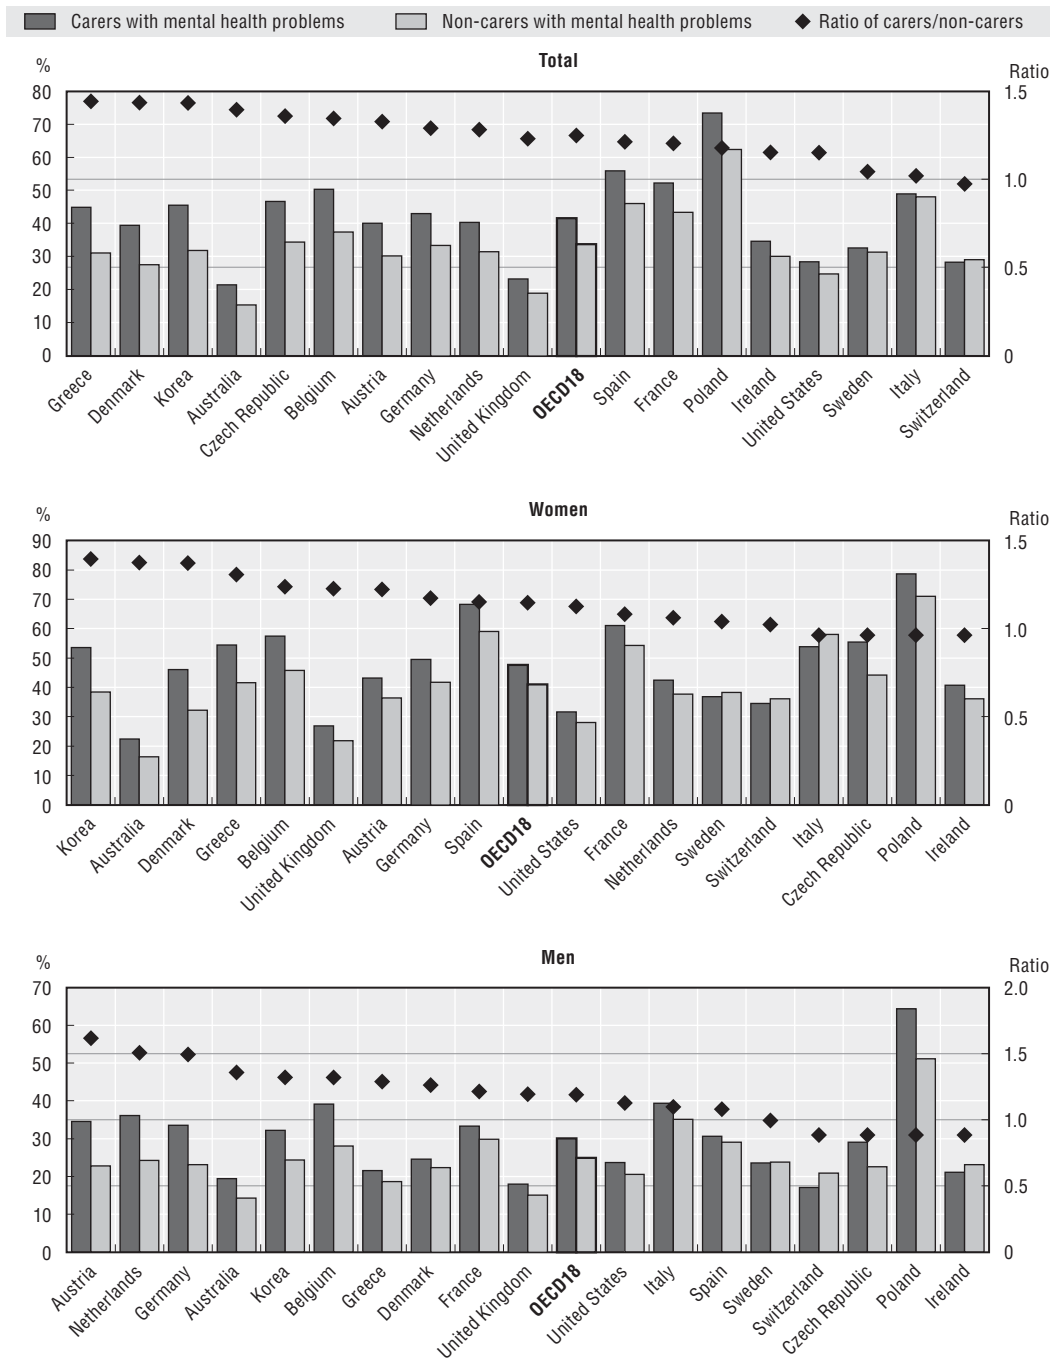 Carers with mental health problems Non-carers with mental health problems Ratio of carers/non-carers
Total
% Ratio
80 1.5
70
60
50 1.0
40
30
20 0.5
10
0 0
Greece Denmark Korea Australia Czech Republic Belgium Austria Germany Netherlands United Kingdom OECD18 Spain France Poland Ireland United States Sweden Italy Switzerland
Women
% Ratio
90 1.5
80
70
60 1.0
50
40
30 0.5
20
10
0 0
Korea Australia Denmark Greece Belgium United Kingdom Austria Germany Spain OECD18 United States France Netherlands Sweden Switzerland Italy Czech Republic Poland Ireland
Men
% Ratio
70 2.0
60
50 1.5
40
30 1.0
20 0.5
10
0 0
Austria Netherlands Germany Australia Korea Belgium Greece Denmark France United Kingdom OECD18 United States Italy Spain Sweden Switzerland Czech Republic Poland Ireland